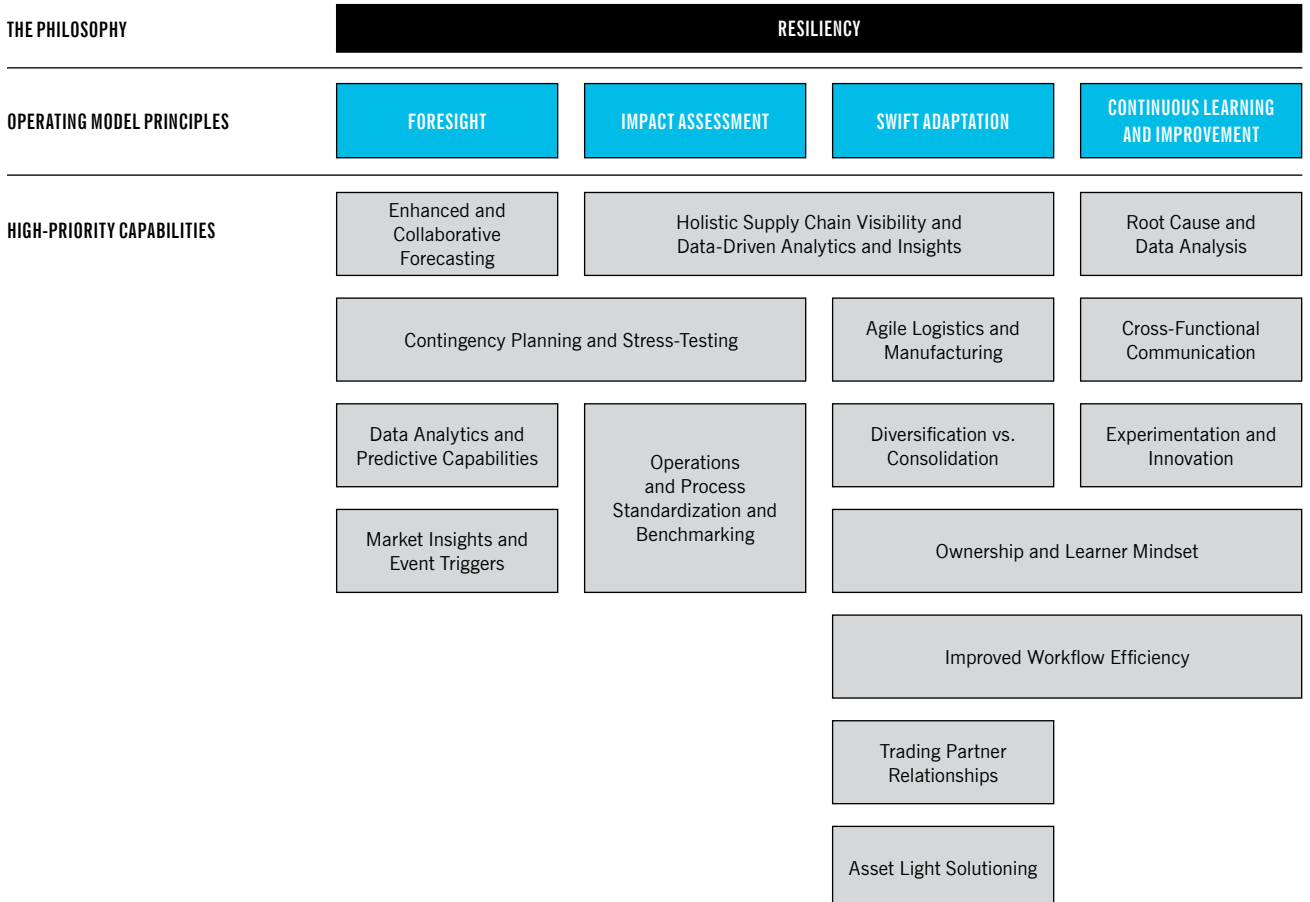 THE PHILOSOPHY
RESILIENCY
OPERATING MODEL PRINCIPLES
FORESIGHT
IMPACT ASSESSMENT
SWIFT ADAPTATION
CONTINUOUS LEARNING
AND IMPROVEMENT
HIGH-PRIORITY CAPABILITIES
Enhanced and
Collaborative
Forecasting
Holistic Supply Chain Visibility and
Data-Driven Analytics and Insights
Root Cause and
Data Analysis
Contingency Planning and Stress-Testing
Agile Logistics and
Manufacturing
Cross-Functional
Communication
Data Analytics and
Predictive Capabilities
Operations
and Process
Standardization and
Benchmarking
Diversification vs.
Consolidation
Experimentation and
Innovation
Market Insights and
Event Triggers
Ownership and Learner Mindset
Improved Workflow Efficiency
Trading Partner
Relationships
Asset Light Solutioning